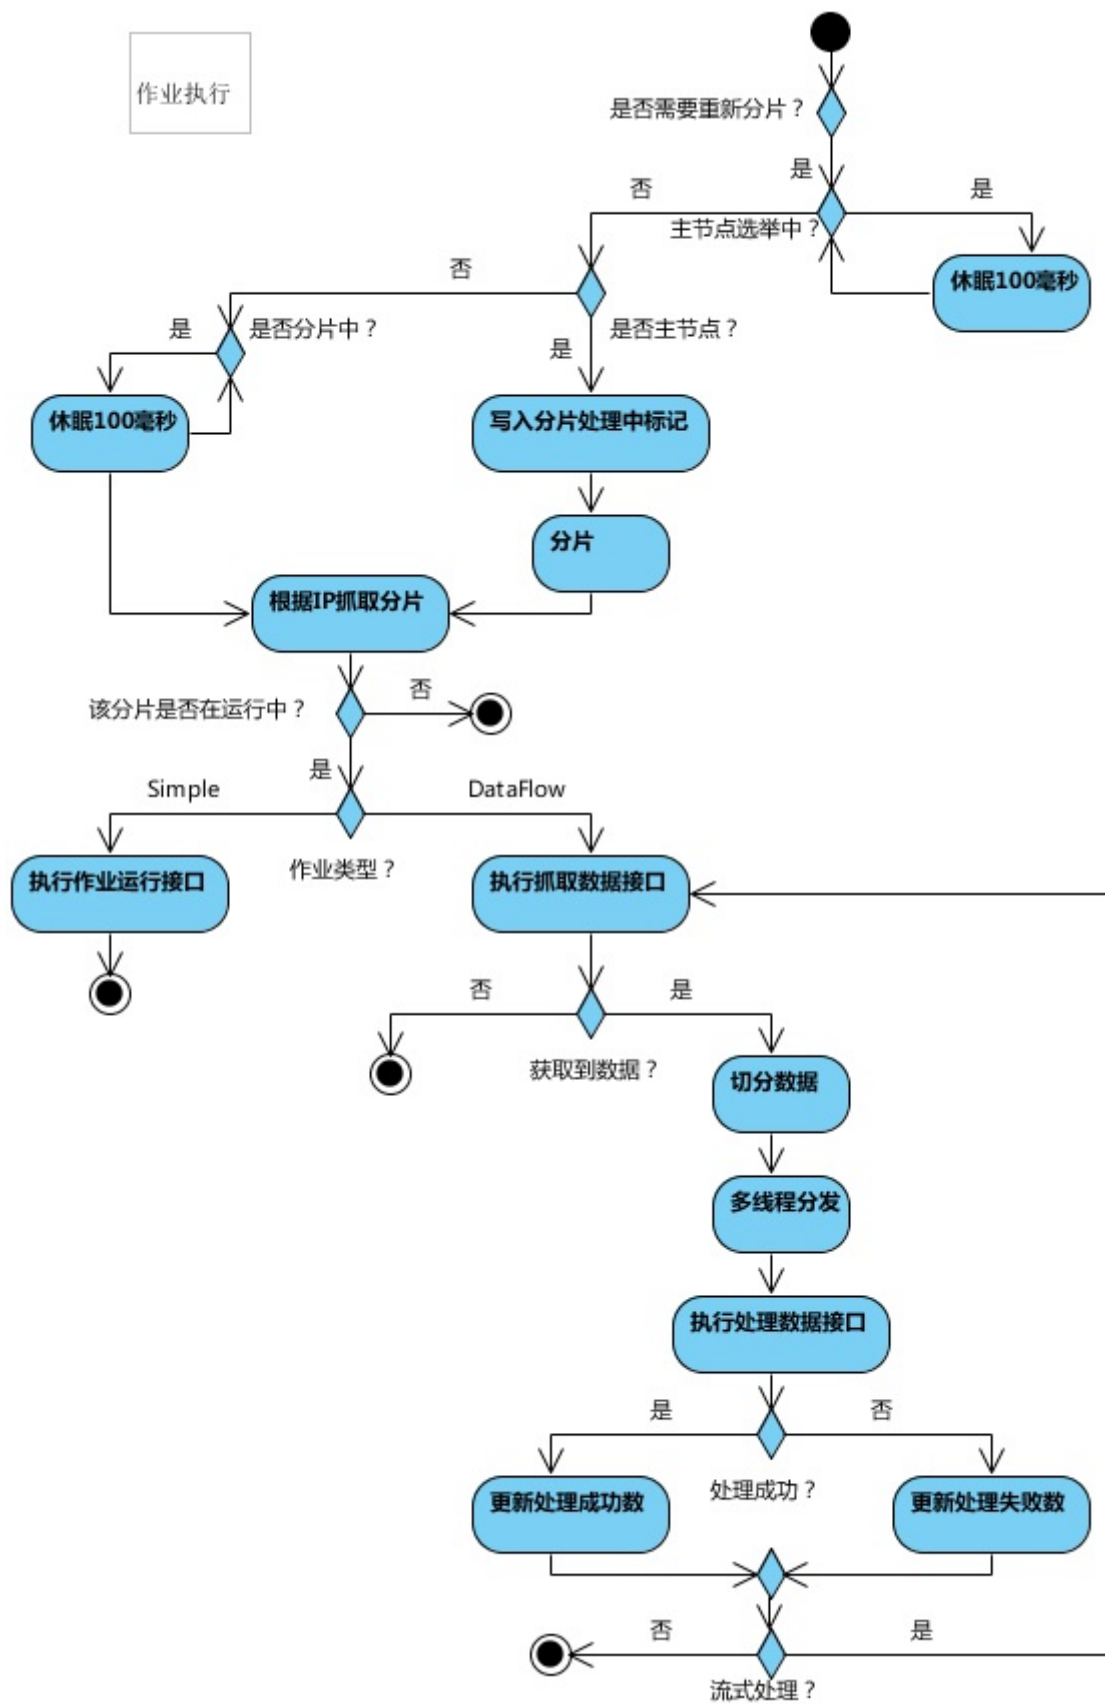 作业执行
是否需要重新分片？
是
否
是
主节点选举中？
休眠100毫秒
否
是
是否分片中？
是否主节点？
是
休眠100毫秒
写入分片处理中标记
分片
根据IP抓取分片
否
该分片是否在运行中？
是
Simple
DataFlow
作业类型？
执行作业运行接口
执行抓取数据接口
否
是
获取到数据？
切分数据
多线程分发
执行处理数据接口
是
否
处理成功？
更新处理成功数
更新处理失败数
否
是
流式处理？